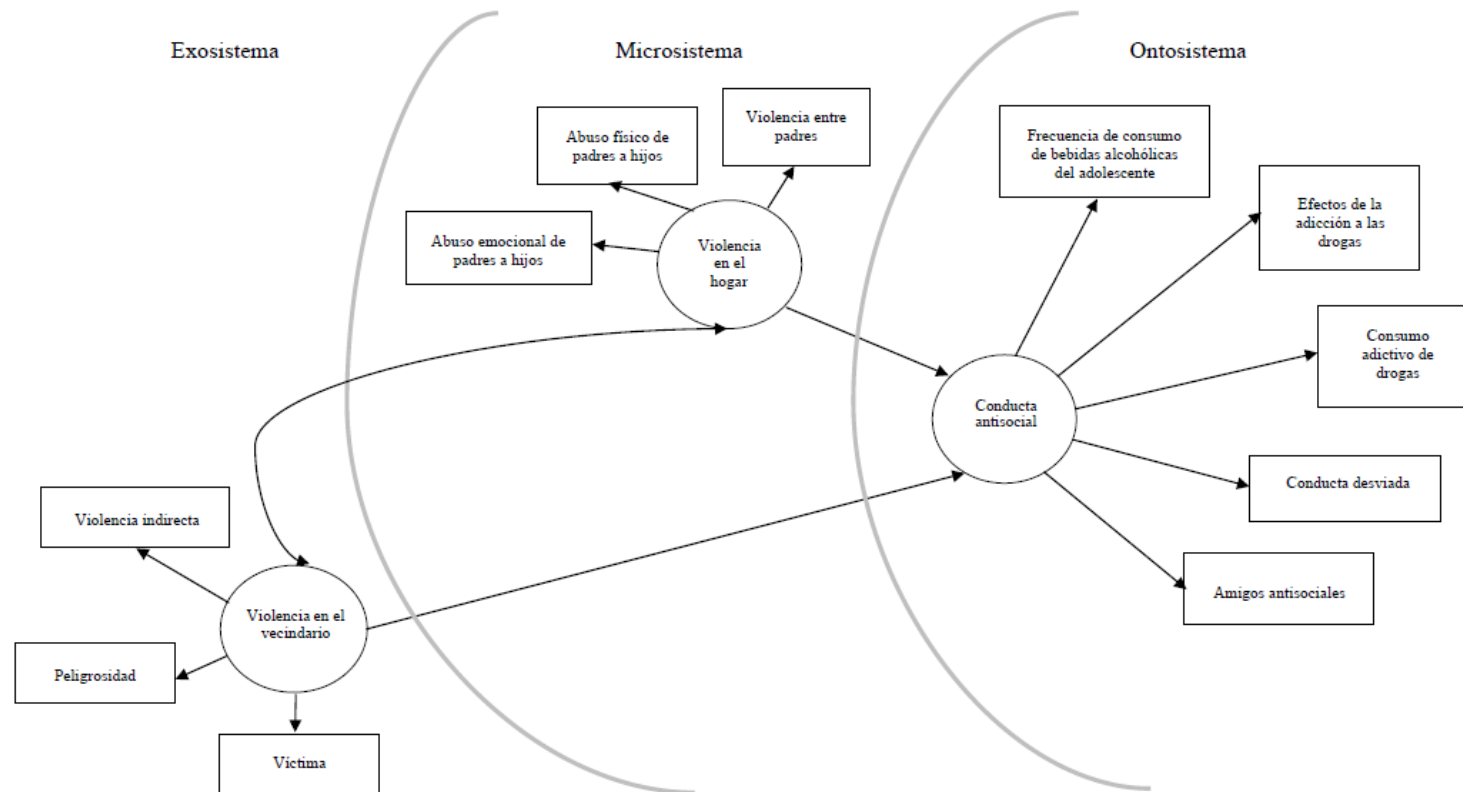 Exosistema
Microsistema
Ontosistema
Violencia entre
padres
Abuso físico de
padres a hijos
Abuso emocional de
padres a hijos
Violencia
en el
hogar
Frecuencia de consumo
de bebidas alcohólicas
del adolescente
Efectos de la
adicción a las
drogas
Consumo
adictivo de
drogas
Conducta
antisocial
Conducta desviada
Amigos antisociales
Violencia indirecta
Violencia en el
vecindario
Peligrosidad
Víctima